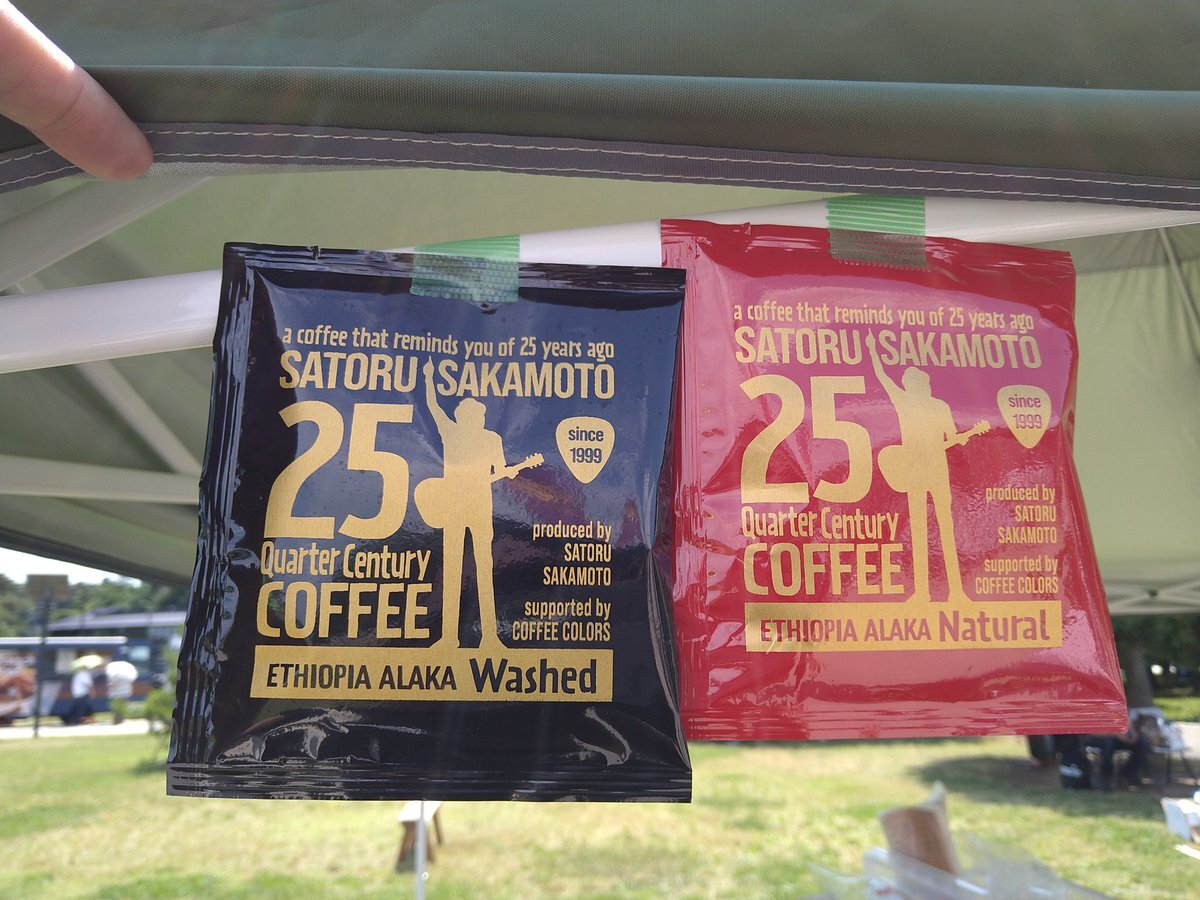 a coffee that reminds you of 25 years ago
SATORU SAKAMOTO
25
since
1999
Quarter Century
COFFEE
produced by
SATORU
SAKAMOTO
supported by
COFFEE COLORS
ETHIOPIA ALAKA Washed
a coffee that reminds you of 25 years ago
SATORU SAKAMOTO
25
since
1999
Quarter Century
COFFEE
produced by
SATORU
SAKAMOTO
supported by
COFFEE COLORS
ETHIOPIA ALAKA Natural